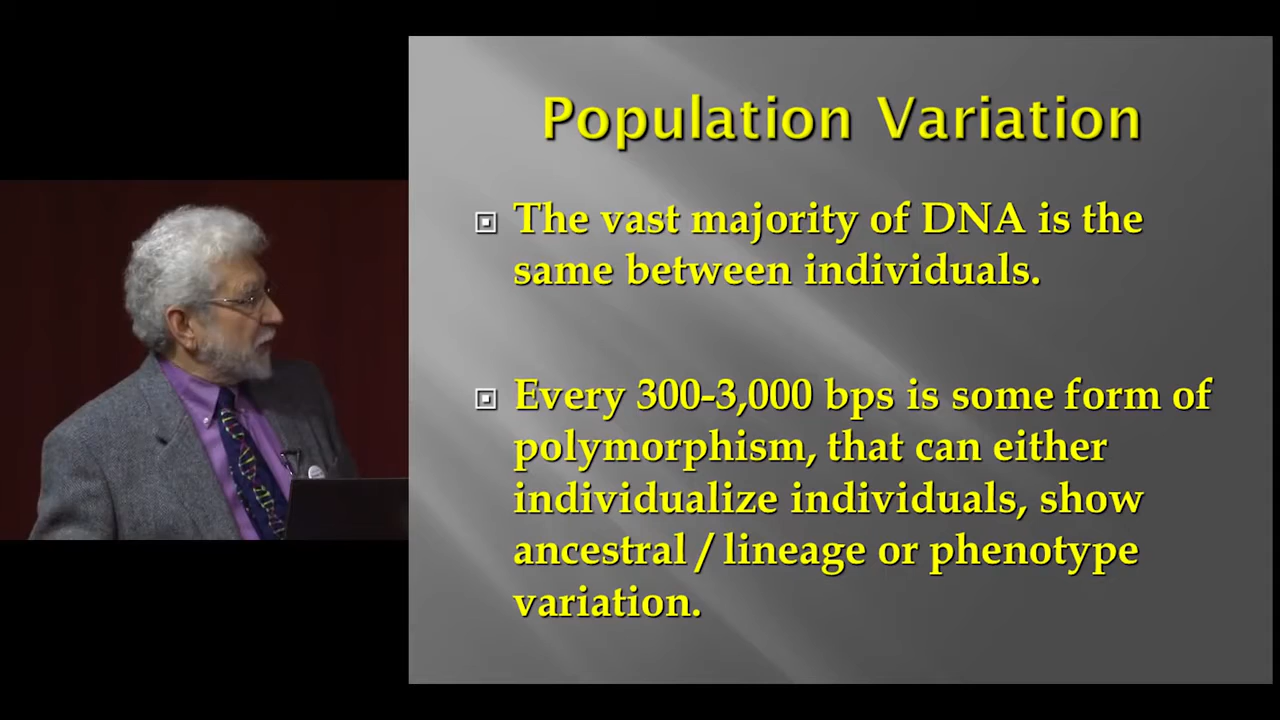 Population Variation
The vast majority of DNA is the
same between individuals.
Every 300-3,000 bps is some form of
polymorphism, that can either
individualize individuals, show
ancestral / lineage or phenotype
variation.